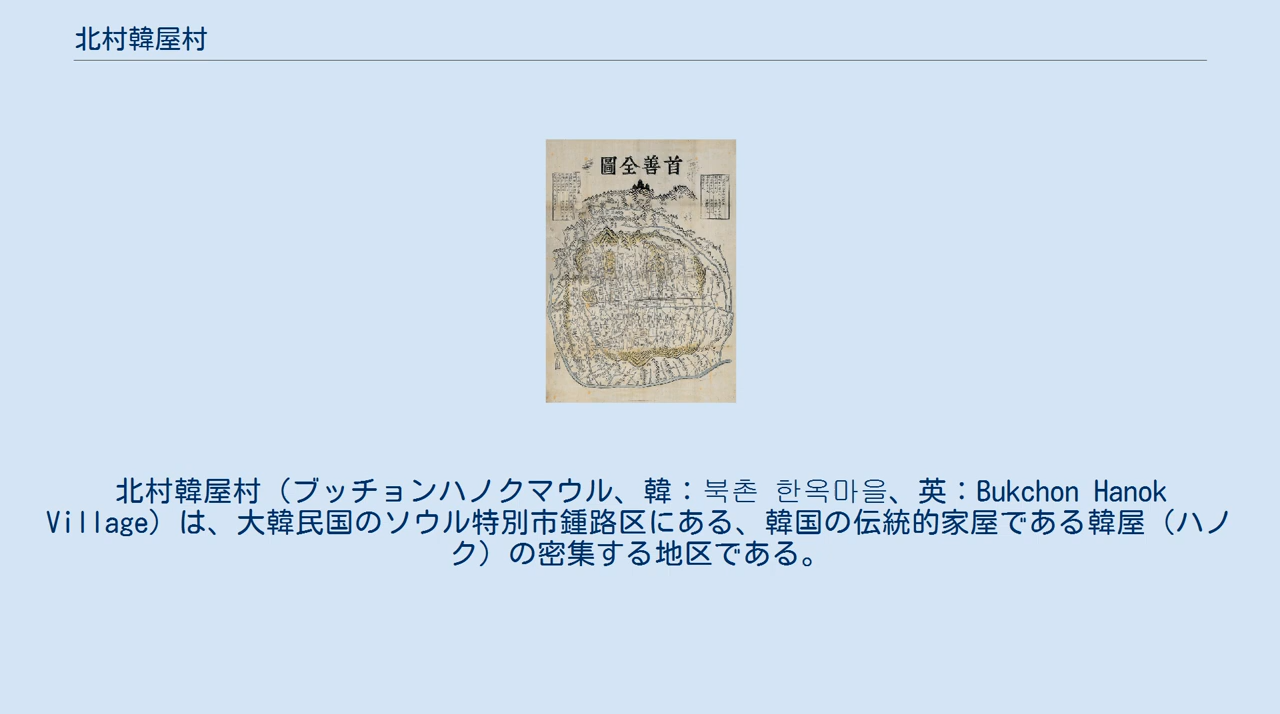 北村韓屋村
首善全圖
北村韓屋村（ブッチョンハノクマウル、韓：북촌 한옥마을、英：Bukchon Hanok
Village）は、大韓民国のソウル特別市鍾路区にある、韓国の伝統的家屋である韓屋（ハノ
ク）の密集する地区である。